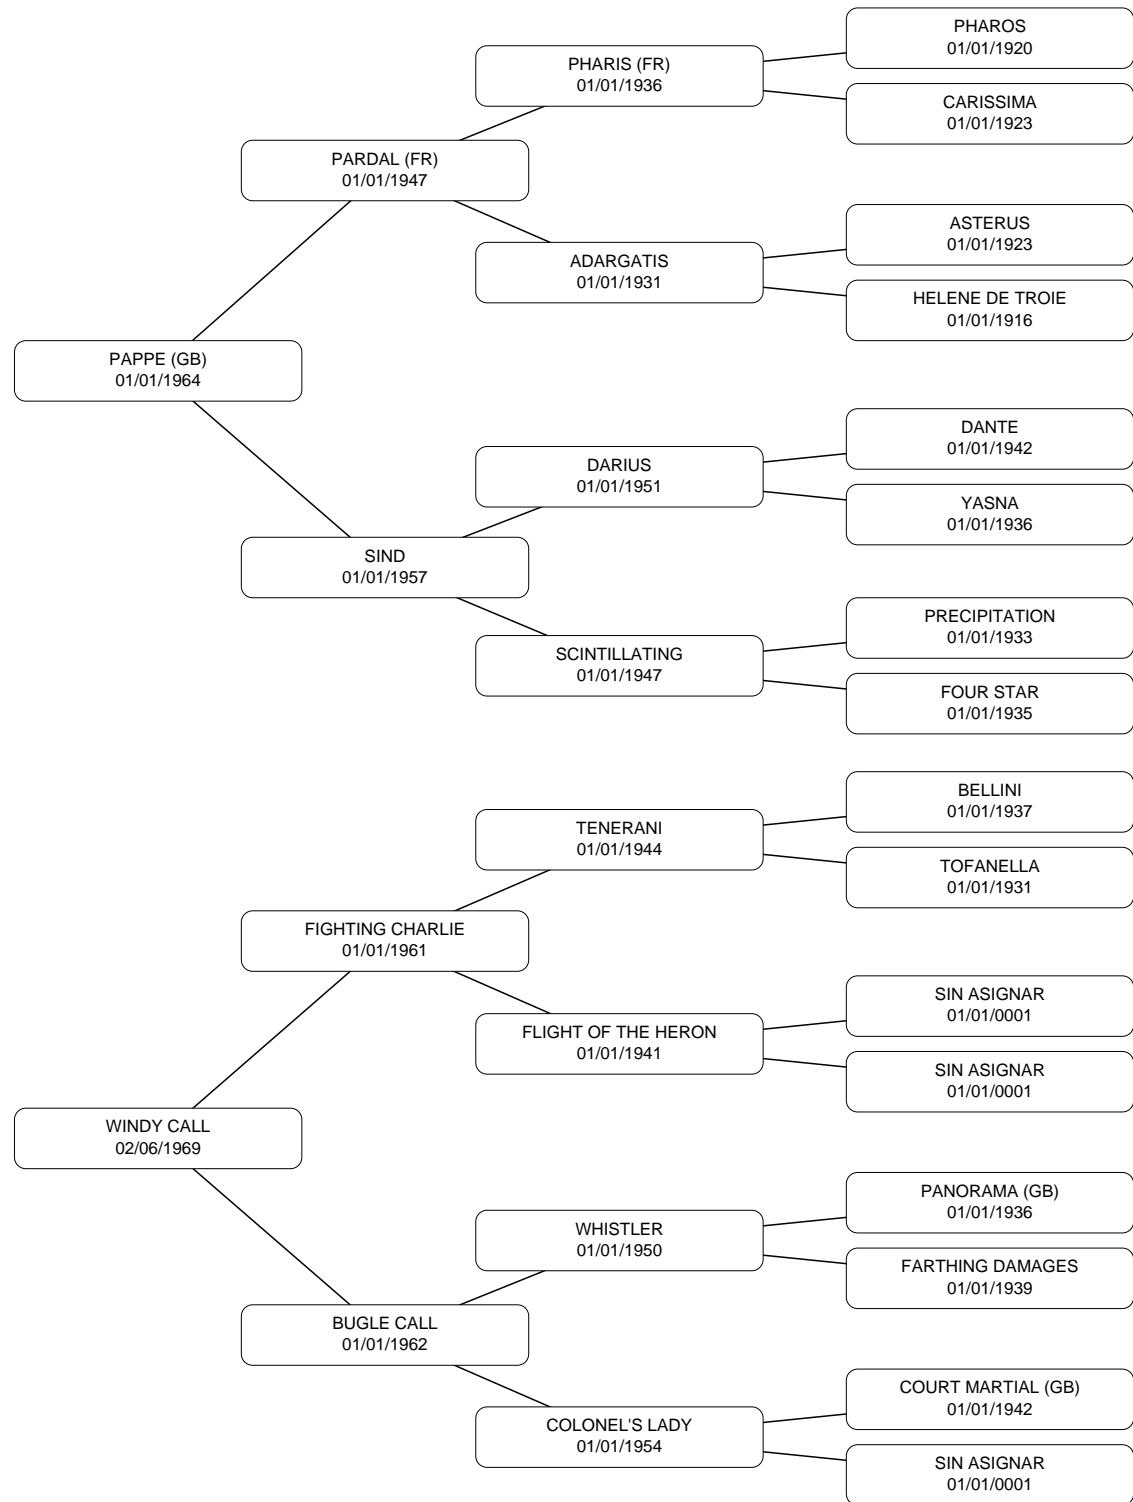 PHAROS
01/01/1920
PHARIS (FR)
01/01/1936
CARISSIMA
01/01/1923
PARDAL (FR)
01/01/1947
ASTERUS
01/01/1923
ADARGATIS
01/01/1931
HELENE DE TROIE
01/01/1916
PAPPE (GB)
01/01/1964
DANTE
01/01/1942
DARIUS
01/01/1951
YASNA
01/01/1936
SIND
01/01/1957
PRECIPITATION
01/01/1933
SCINTILLATING
01/01/1947
FOUR STAR
01/01/1935
BELLINI
01/01/1937
TENERANI
01/01/1944
TOFANELLA
01/01/1931
FIGHTING CHARLIE
01/01/1961
SIN ASIGNAR
01/01/0001
FLIGHT OF THE HERON
01/01/1941
SIN ASIGNAR
01/01/0001
WINDY CALL
02/06/1969
PANORAMA (GB)
01/01/1936
WHISTLER
01/01/1950
FARTHING DAMAGES
01/01/1939
BUGLE CALL
01/01/1962
COURT MARTIAL (GB)
01/01/1942
COLONEL'S LADY
01/01/1954
SIN ASIGNAR
01/01/0001